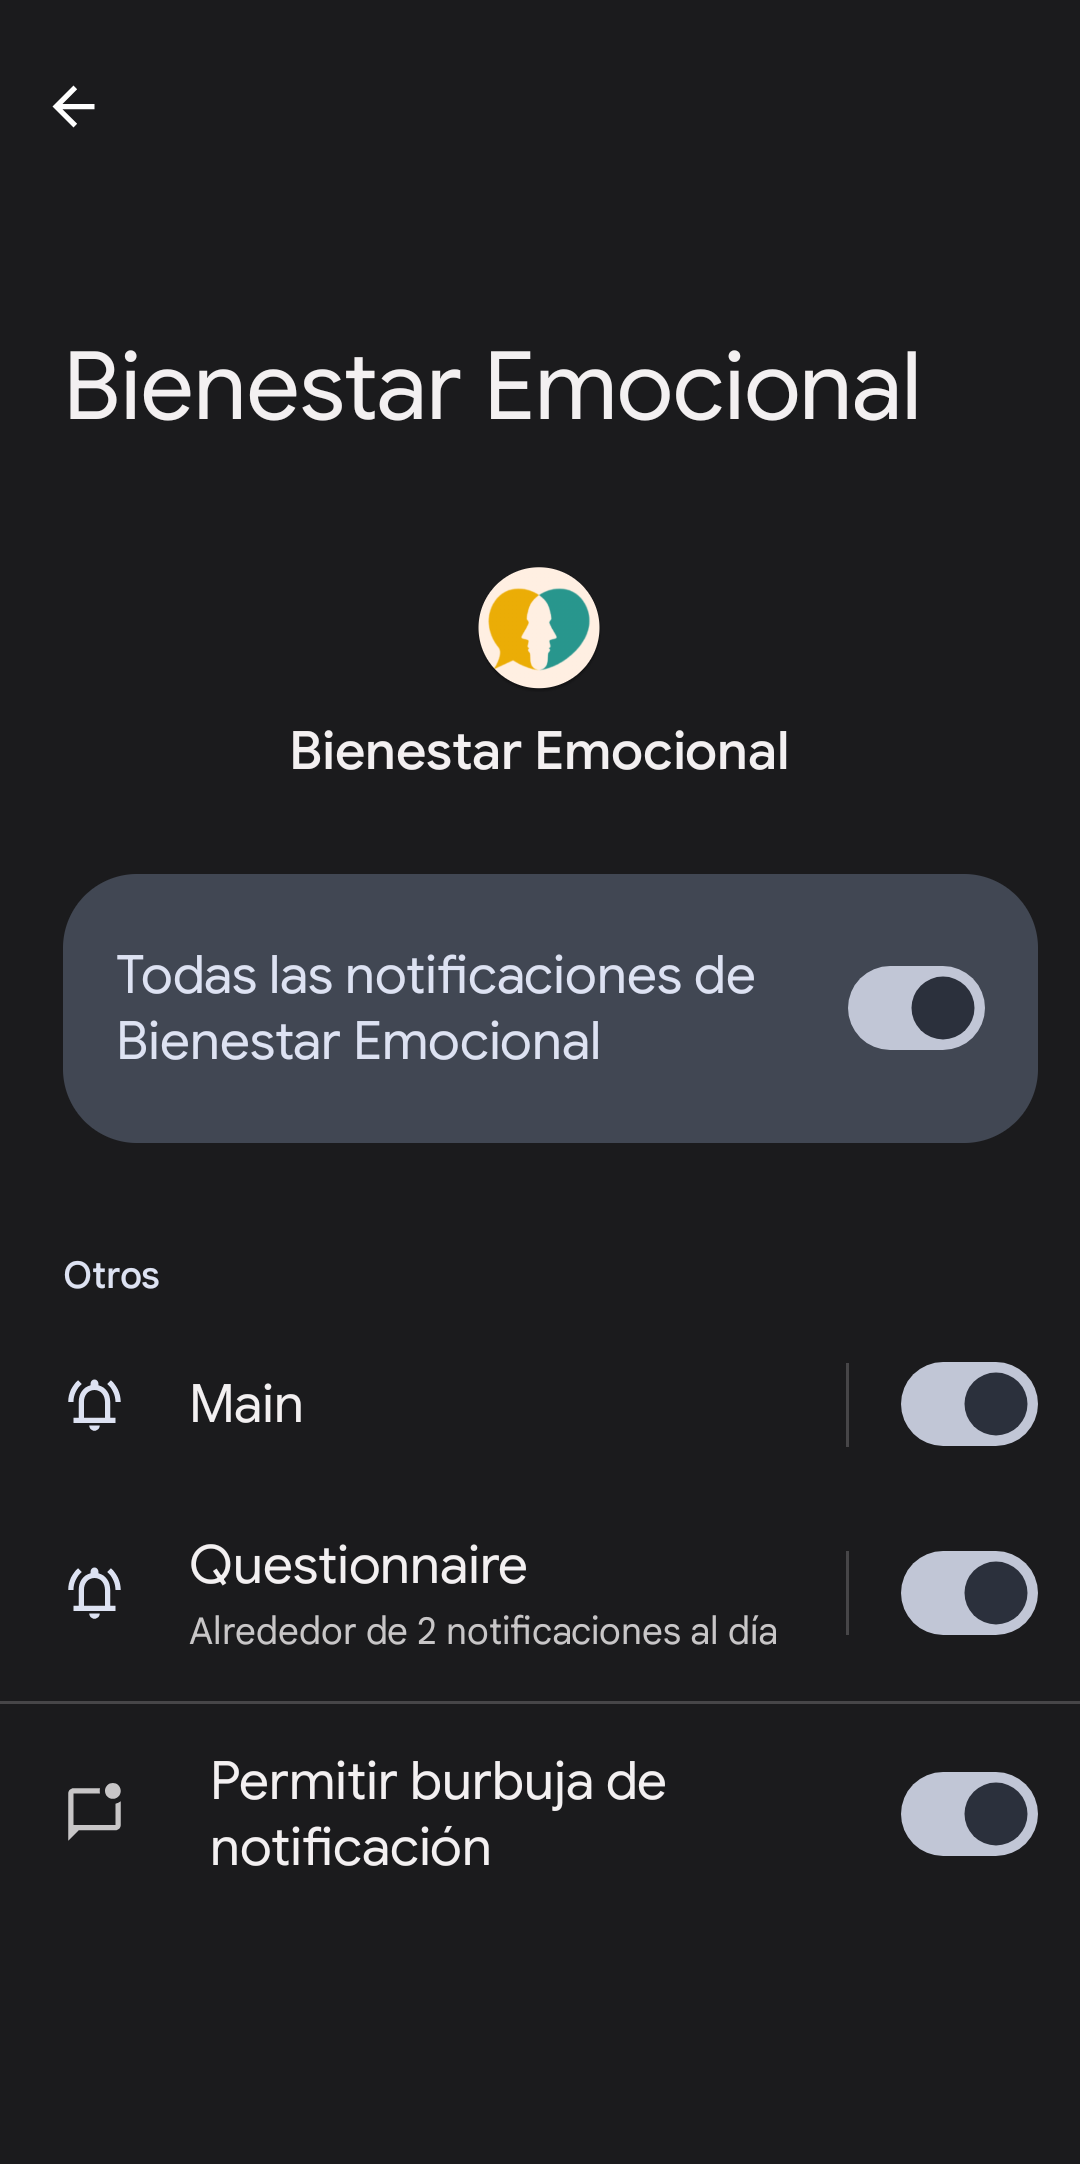 Bienestar Emocional
Bienestar Emocional
Todas las notificaciones de
Bienestar Emocional
Otros
Main
Questionnaire
Alrededor de 2 notificaciones al día
Permitir burbuja de
notificación